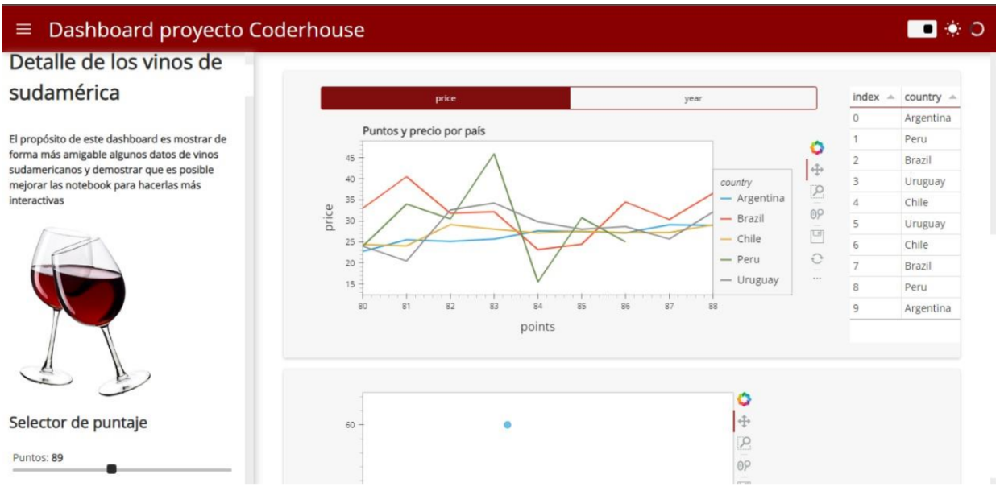 Dashboard proyecto Coderhouse
Detalle de los vinos de
sudamérica
El propósito de este dashboard es mostrar de
forma más amigable algunos datos de vinos
sudamericanos y demostrar que es posible
mejorar las notebook para hacerlas más
interactivas
Selector de puntaje
Puntos: 89
price year
Puntos y precio por país
45
40
35
30
25
20
15
price
80 81 82 83 84 85 86 87 88
points
country
Argentina
Brazil
Chile
Peru
Uruguay
index country
0 Argentina
1 Peru
2 Brazil
3 Uruguay
4 Chile
5 Uruguay
6 Chile
7 Brazil
8 Peru
9 Argentina
60